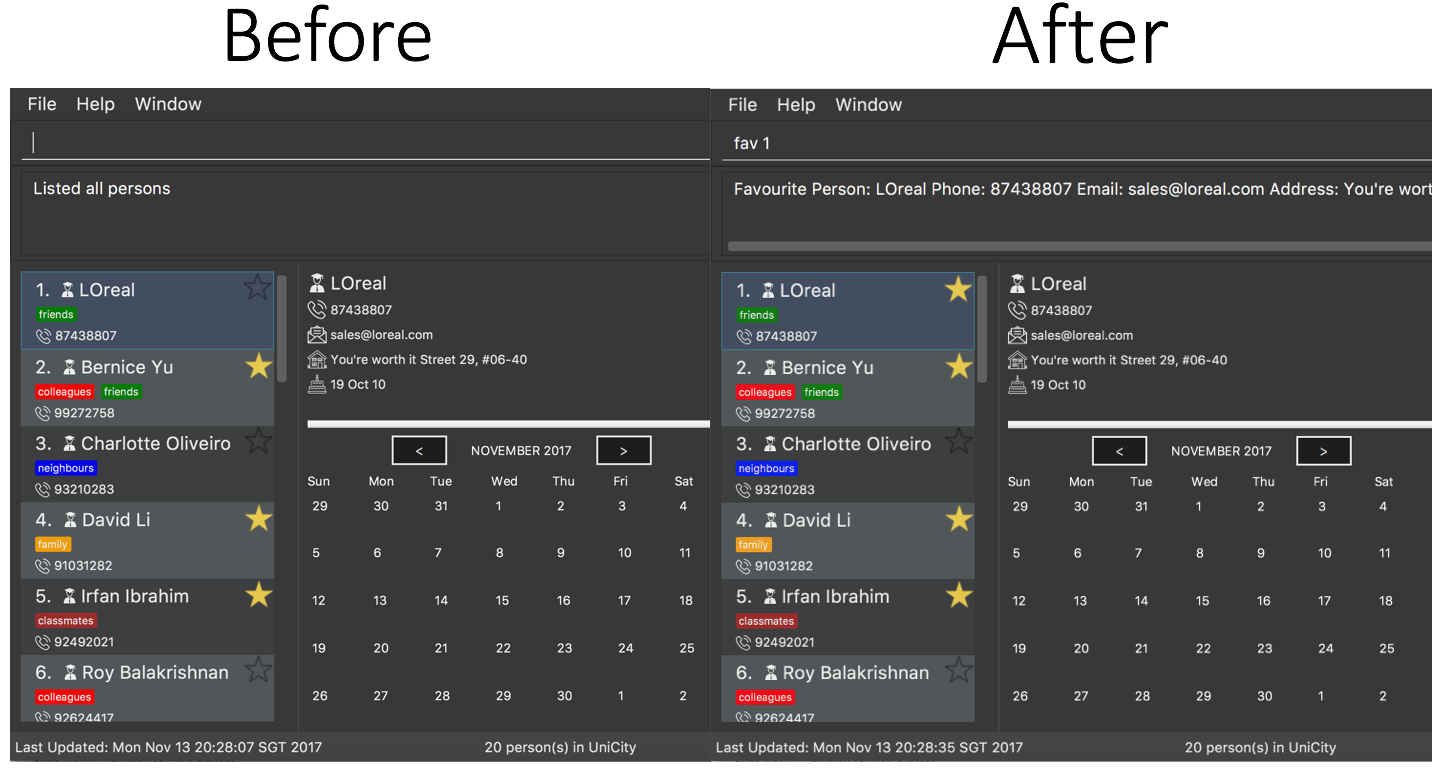 Before
After
File Help Window
Listed all persons
1. LOreal
friends
87438807
2. Bernice Yu
colleagues friends
99272758
3. Charlotte Oliveiro
neighbours
93210283
4. David Li
family
91031282
5. Irfan Ibrahim
classmates
92492021
6. Roy Balakrishnan
colleagues
92624417
LOreal
87438807
sales@loreal.com
You're worth it Street 29, #06-40
19 Oct 10
< NOVEMBER 2017 >
Sun Mon Tue Wed Thu Fri Sat
29 30 31 1 2 3 4
5 6 7 8 9 10 11
12 13 14 15 16 17 18
19 20 21 22 23 24 25
26 27 28 29 30 1 2
Last Updated: Mon Nov 13 20:28:07 SGT 2017 20 person(s) in UniCity
File Help Window
fav 1
Favourite Person: LOreal Phone: 87438807 Email: sales@loreal.com Address: You're wort
1. LOreal
friends
87438807
2. Bernice Yu
colleagues friends
99272758
3. Charlotte Oliveiro
neighbours
93210283
4. David Li
family
91031282
5. Irfan Ibrahim
classmates
92492021
6. Roy Balakrishnan
colleagues
92624417
LOreal
87438807
sales@loreal.com
You're worth it Street 29, #06-40
19 Oct 10
< NOVEMBER 2017 >
Sun Mon Tue Wed Thu Fri Sat
29 30 31 1 2 3 4
5 6 7 8 9 10 11
12 13 14 15 16 17 18
19 20 21 22 23 24 25
26 27 28 29 30 1 2
Last Updated: Mon Nov 13 20:28:35 SGT 2017 20 person(s) in UniCity